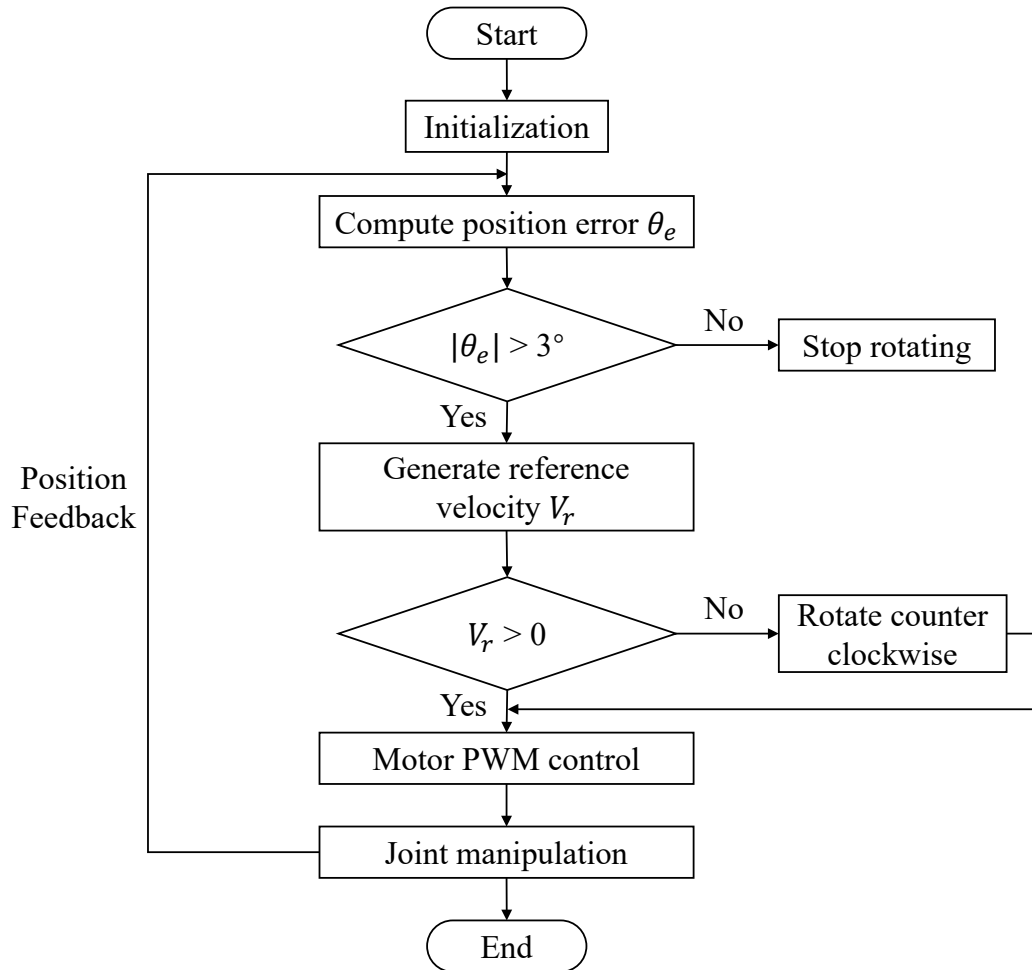 Start
Initialization
Compute position error θₑ
|θₑ| > 3°
No
Stop rotating
Yes
Generate reference
velocity Vᵣ
Position
Feedback
Vᵣ > 0
No
Rotate counter
clockwise
Yes
Motor PWM control
Joint manipulation
End